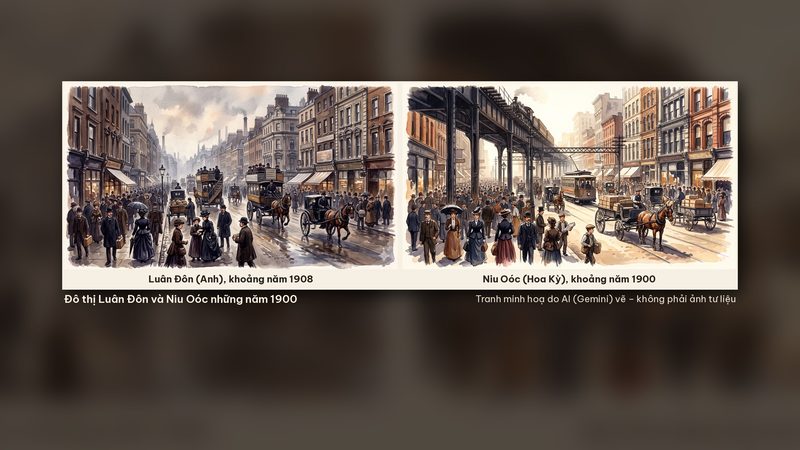 Luân Đôn (Anh), khoảng năm 1908
Niu Oóc (Hoa Kỳ), khoảng năm 1900
Đô thị Luân Đôn và Niu Oóc những năm 1900
Tranh minh hoạ do AI (Gemini) vẽ – không phải ảnh tư liệu